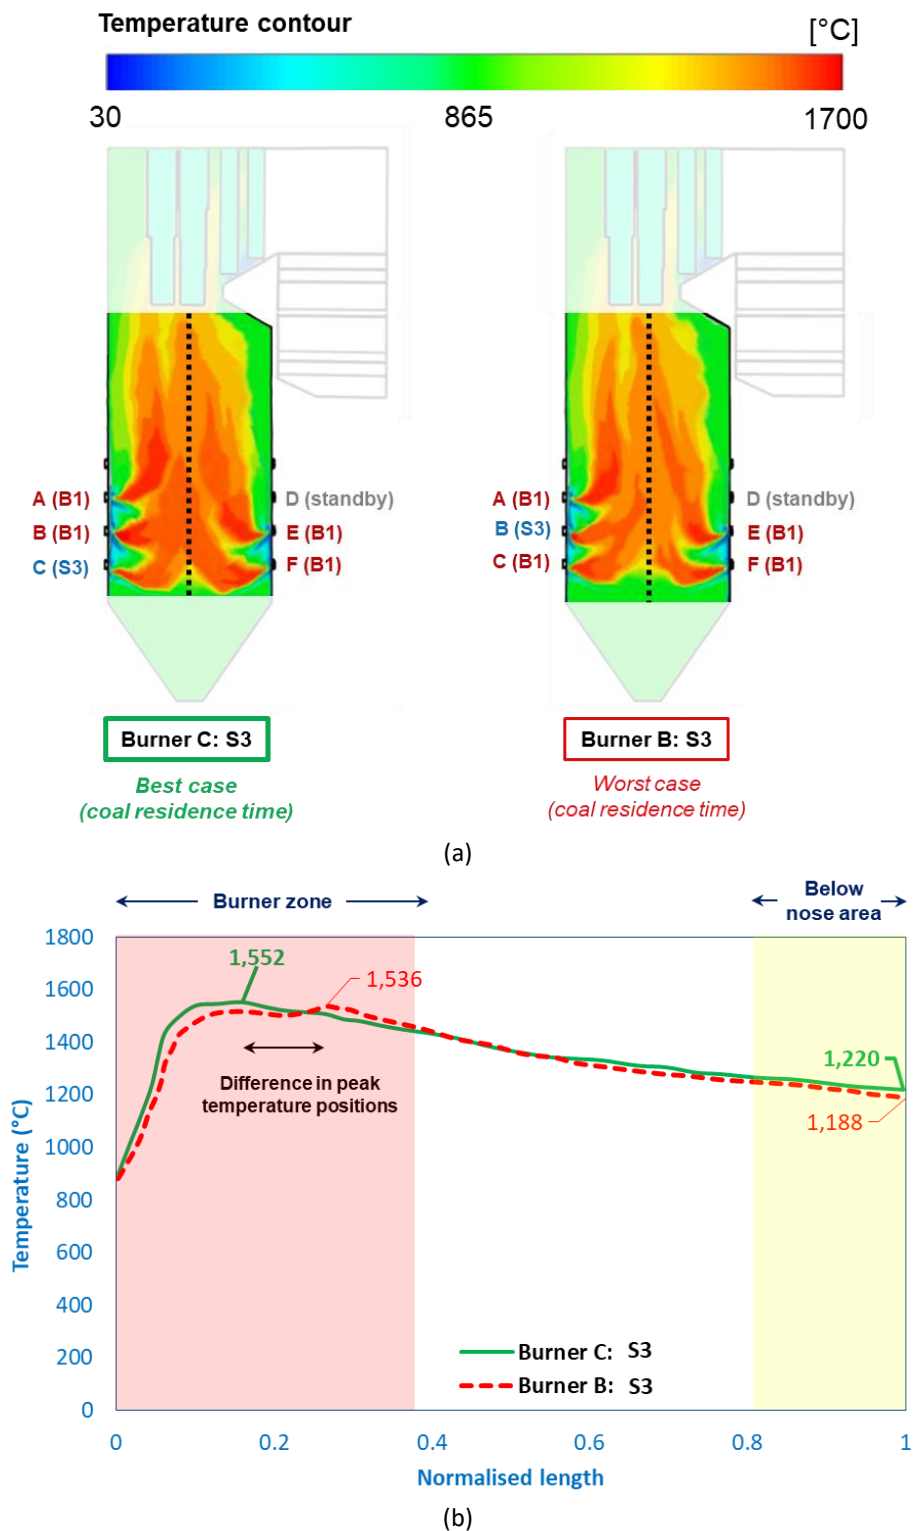 Temperature contour
[°C]
30
865
1700
A (B1)
B (B1)
C (S3)
D (standby)
E (B1)
F (B1)
A (B1)
B (S3)
C (B1)
D (standby)
E (B1)
F (B1)
Burner C: S3
Best case
(coal residence time)
Burner B: S3
Worst case
(coal residence time)
(a)
Burner zone
Below
nose area
1800
1600
1400
1200
1000
800
600
400
200
0
Temperature (°C)
1,552
1,536
Difference in peak
temperature positions
1,220
1,188
Burner C: S3
Burner B: S3
0
0.2
0.4
0.6
0.8
1
Normalised length
(b)